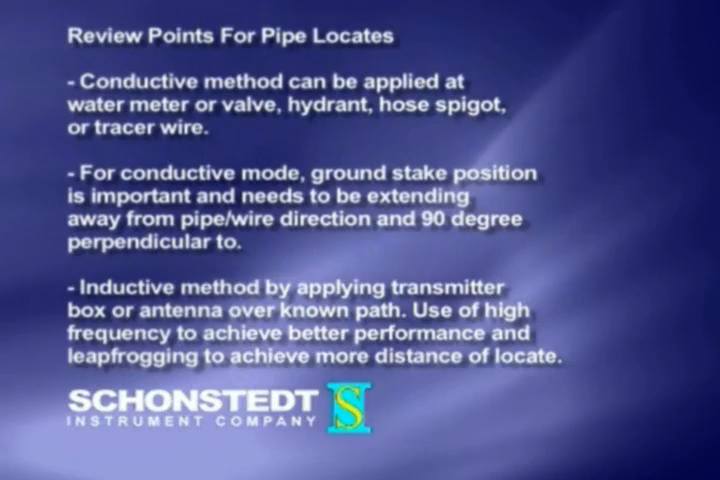 Review Points For Pipe Locates
- Conductive method can be applied at
water meter or valve, hydrant, hose spigot,
or tracer wire.
- For conductive mode, ground stake position
is important and needs to be extending
away from pipe/wire direction and 90 degree
perpendicular to.
- Inductive method by applying transmitter
box or antenna over known path. Use of high
frequency to achieve better performance and
leapfrogging to achieve more distance of locate.
SCHONSTEDT
INSTRUMENT COMPANY
SI